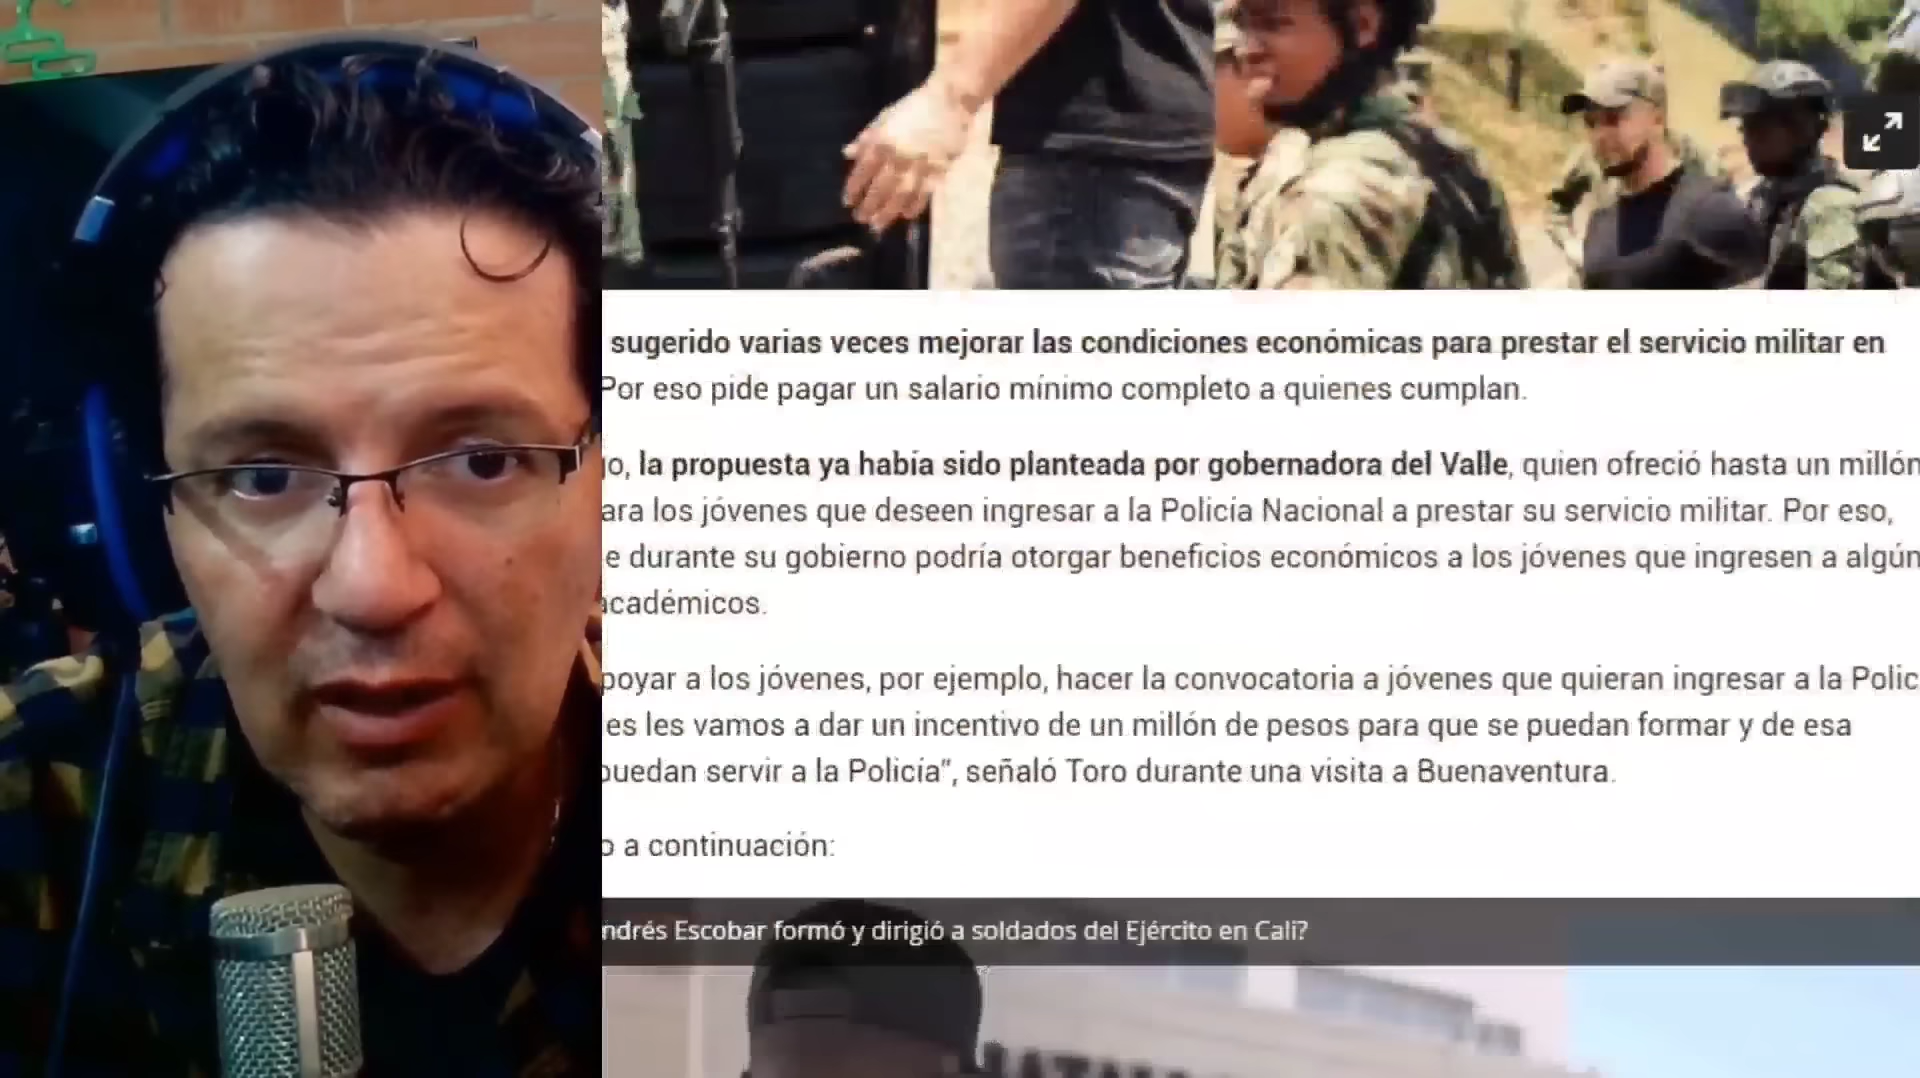 sugerido varias veces mejorar las condiciones económicas para prestar el servicio militar en
Por eso pide pagar un salario mínimo completo a quienes cumplan.
go, la propuesta ya había sido planteada por gobernadora del Valle, quien ofreció hasta un millón
ara los jóvenes que deseen ingresar a la Policía Nacional a prestar su servicio militar. Por eso,
e durante su gobierno podría otorgar beneficios económicos a los jóvenes que ingresen a algún
académicos.
poyar a los jóvenes, por ejemplo, hacer la convocatoria a jóvenes que quieran ingresar a la Polic
es les vamos a dar un incentivo de un millón de pesos para que se puedan formar y de esa
puedan servir a la Policía”, señaló Toro durante una visita a Buenaventura.
o a continuación:
ndrés Escobar formó y dirigió a soldados del Ejército en Cali?